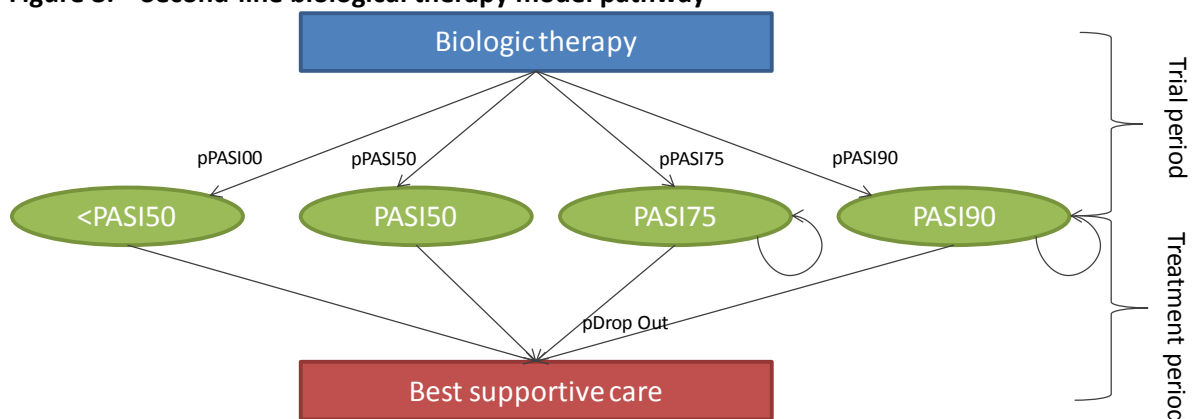 Biologic therapy
Trial period
pPASI00
pPASI50
pPASI75
pPASI90
<PASI50
PASI50
PASI75
PASI90
Treatment period
pDrop Out
Best supportive care